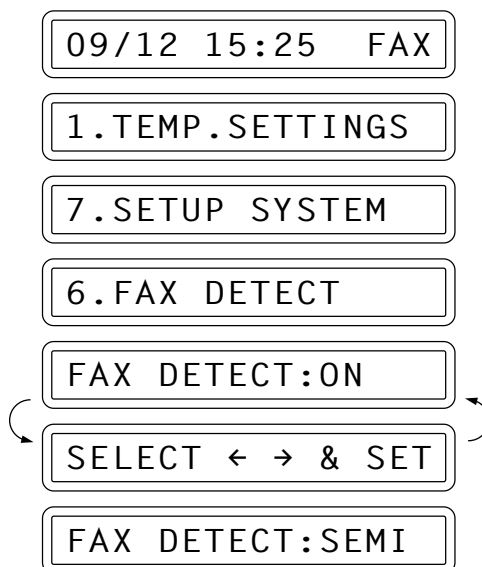 09/12 15:25 FAX
1.TEMP.SETTINGS
7.SETUP SYSTEM
6.FAX DETECT
FAX DETECT:ON
SELECT ← → & SET
FAX DETECT:SEMI